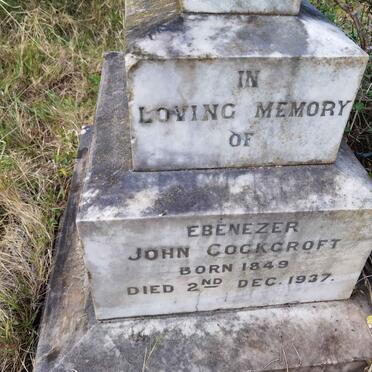 IN
LOVING MEMORY
OF
EBENEZER
JOHN COCKCROFT
BORN 1849
DIED 2ND DEC. 1937.